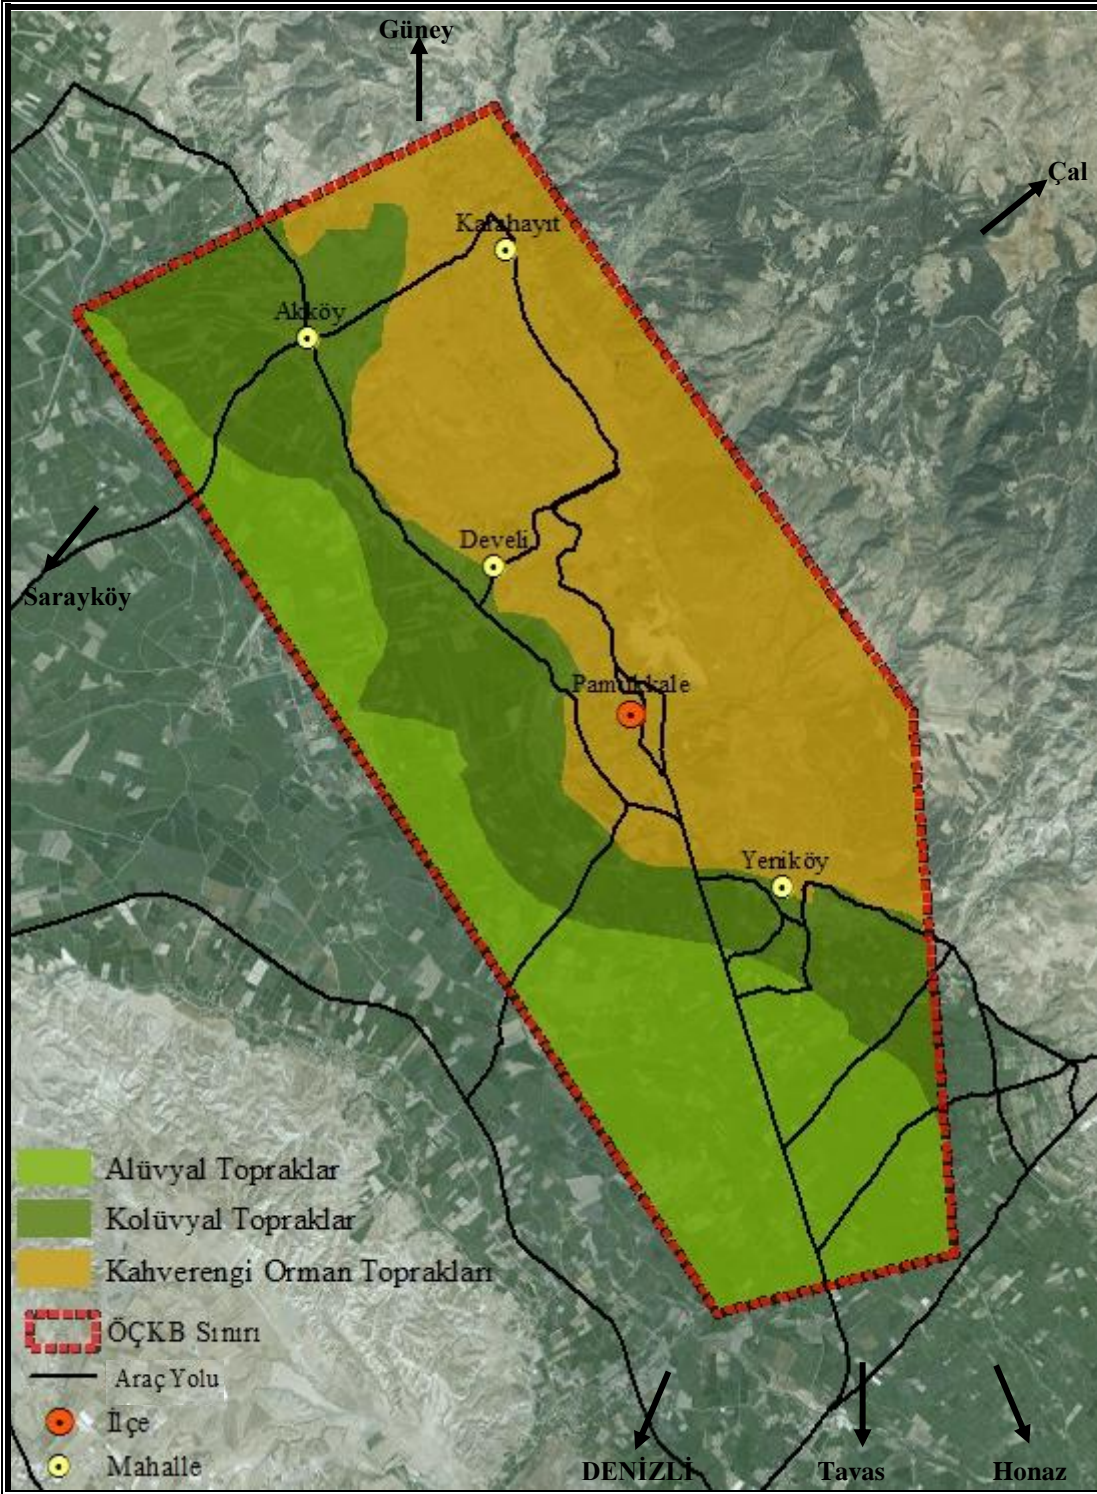 Güney
Çal
Karahayıt
Akköy
Develi
Sarayköy
Pamukkale
Yeniköy
Alüvyal Topraklar
Kolüvyal Topraklar
Kahverengi Orman Toprakları
ÖÇKB Sınırı
Araç Yolu
İlçe
Mahalle
DENİZLİ
Tavas
Honaz